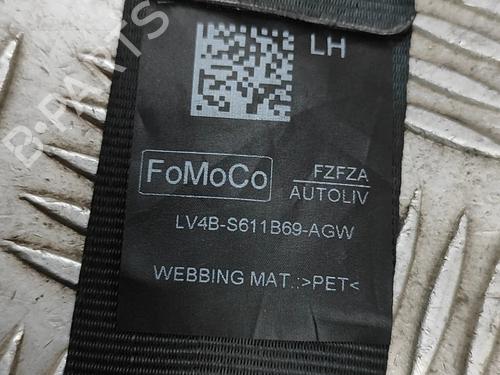 LH
FoMoCo
FZFZA
AUTOLIV
LV4B-S611B69-AGW
WEBBING MAT.:>PET<
B-PARTS